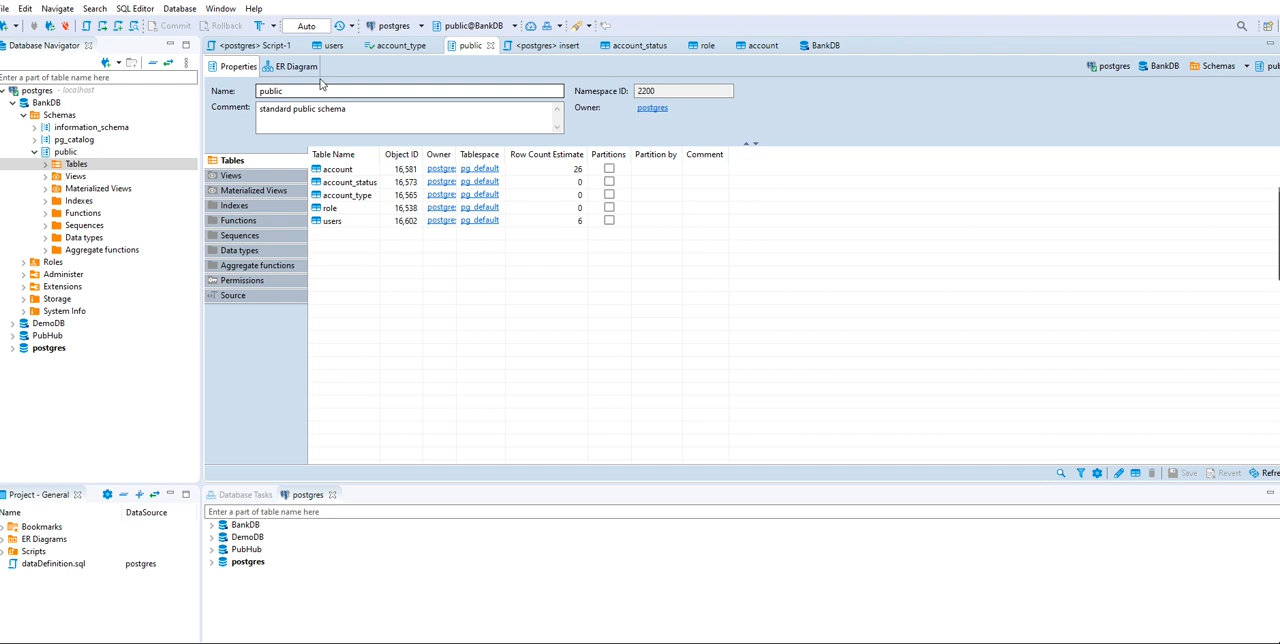 ile Edit Navigate Search SQL Editor Database Window Help
Commit Rollback Auto postgres public@BankDB
Database Navigator <postgres> Script-1 users account_type public <postgres> insert account_status role account BankDB
Properties ER Diagram postgres BankDB Schemas pub
Enter a part of table name here
postgres - localhost
Name: public Namespace ID: 2200
BankDB
Comment: standard public schema Owner: postgres
Schemas
information_schema
pg_catalog
public
Tables
Views
Materialized Views
Indexes
Functions
Sequences
Data types
Aggregate functions
Roles
Administer
Extensions
Storage
System Info
DemoDB
PubHub
postgres
Tables
Views
Materialized Views
Indexes
Functions
Sequences
Data types
Aggregate functions
Permissions
Source
Table Name Object ID Owner Tablespace Row Count Estimate Partitions Partition by Comment
account 16,581 postgre: pg_default 26
account_status 16,573 postgre: pg_default 0
account_type 16,565 postgre: pg_default 0
role 16,538 postgre: pg_default 0
users 16,602 postgre: pg_default 6
Save Revert Refre
Project - General
Name DataSource
Bookmarks
ER Diagrams
Scripts
dataDefinition.sql postgres
Database Tasks postgres
Enter a part of table name here
BankDB
DemoDB
PubHub
postgres